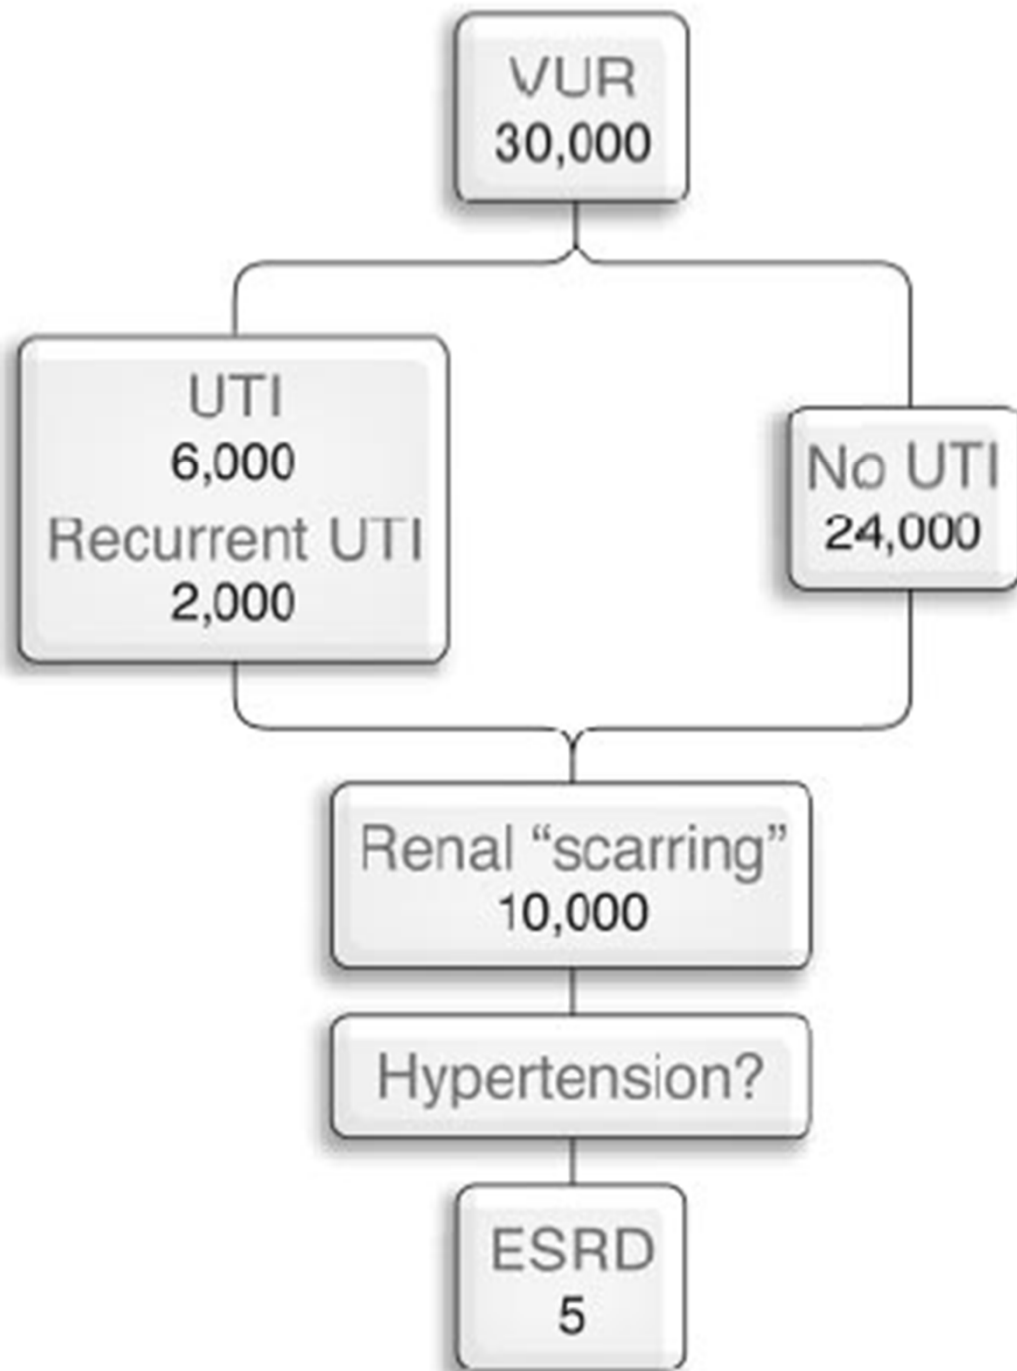 VUR
30,000
UTI
6,000
Recurrent UTI
2,000
No UTI
24,000
Renal “scarring”
10,000
Hypertension?
ESRD
5